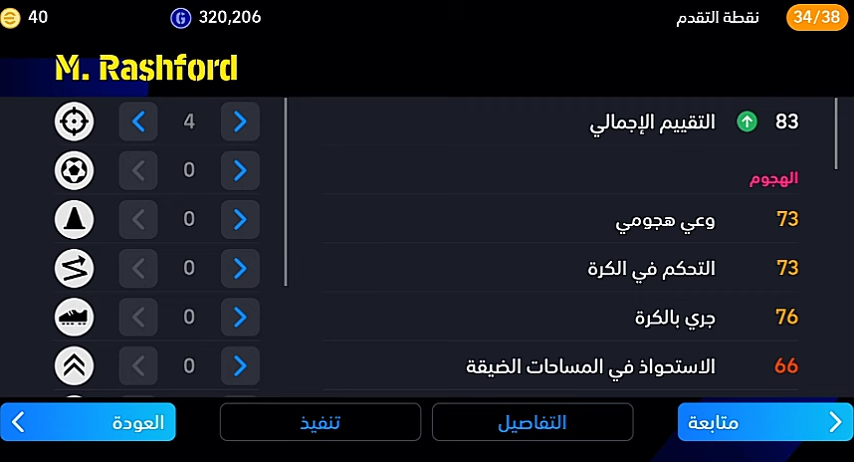 40
320,206
نقطة التقدم 34/38
M. Rashford
4
0
0
0
0
0
التقييم الإجمالي 83
الهجوم
وعي هجومي 73
التحكم في الكرة 73
جري بالكرة 76
الاستحواذ في المساحات الضيقة 66
العودة
تنفيذ
التفاصيل
متابعة